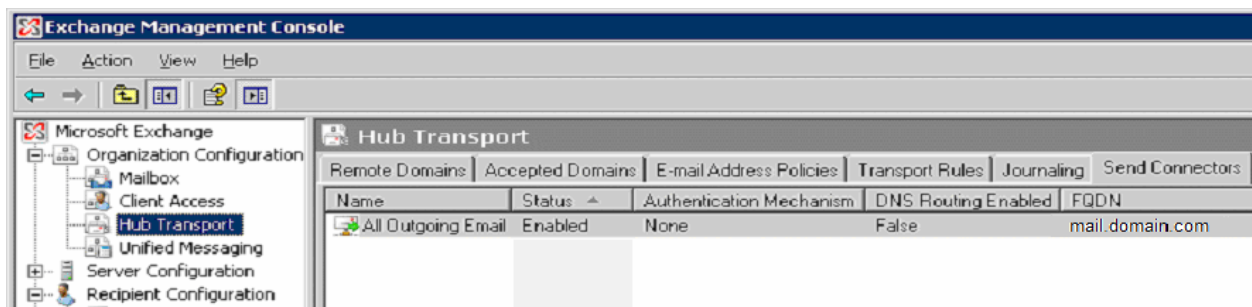 Exchange Management Console
File Action View Help
Microsoft Exchange
Organization Configuration
Mailbox
Client Access
Hub Transport
Unified Messaging
Server Configuration
Recipient Configuration
Hub Transport
Remote Domains Accepted Domains E-mail Address Policies Transport Rules Journaling Send Connectors
Name Status Authentication Mechanism DNS Routing Enabled FQDN
All Outgoing Email Enabled None False mail.domain.com